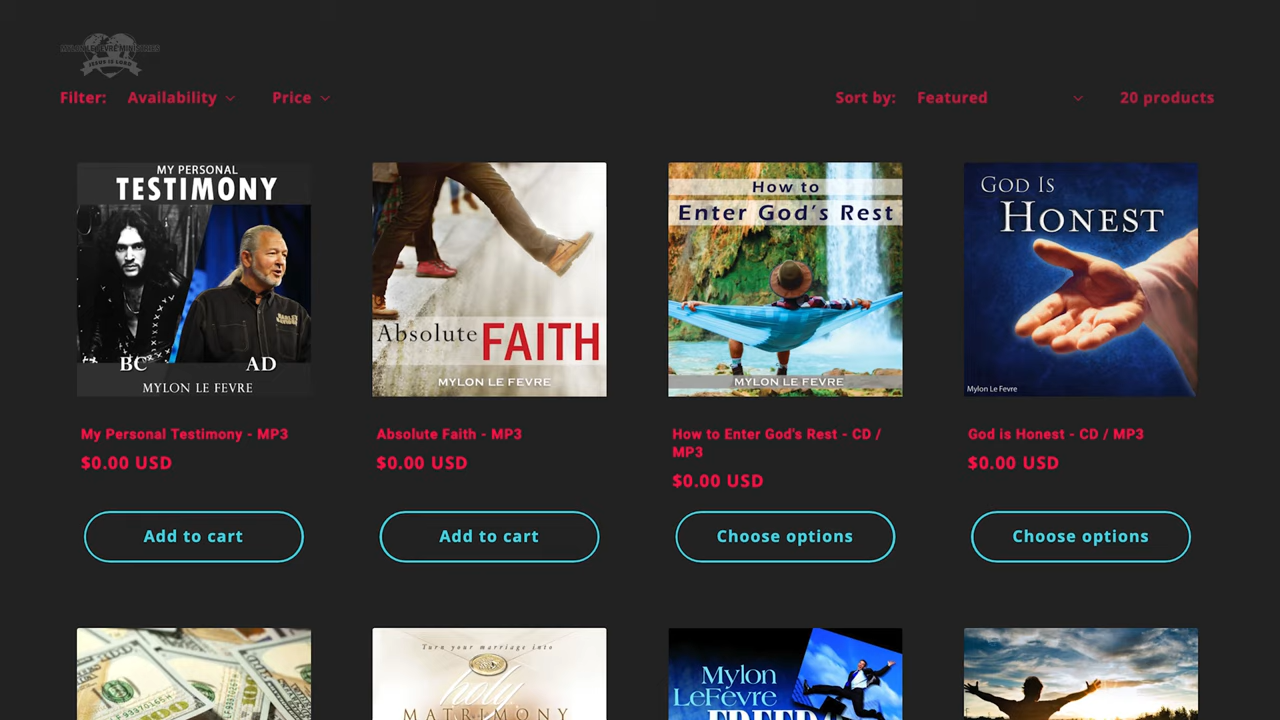 MYLON LE FEVRE MINISTRIES
JESUS IS LORD
Filter: Availability Price Sort by: Featured 20 products
MY PERSONAL
TESTIMONY
BC AD
MYLON LE FEVRE
Absolute FAITH
MYLON LE FEVRE
How to
Enter God's Rest
MYLON LE FEVRE
GOD IS
HONEST
Mylon Le Fevre
My Personal Testimony - MP3
$0.00 USD
Absolute Faith - MP3
$0.00 USD
How to Enter God's Rest - CD /
MP3
$0.00 USD
God is Honest - CD / MP3
$0.00 USD
Add to cart
Add to cart
Choose options
Choose options
Turn your marriage into
holy
MATRIMONY
Mylon
LeFevre